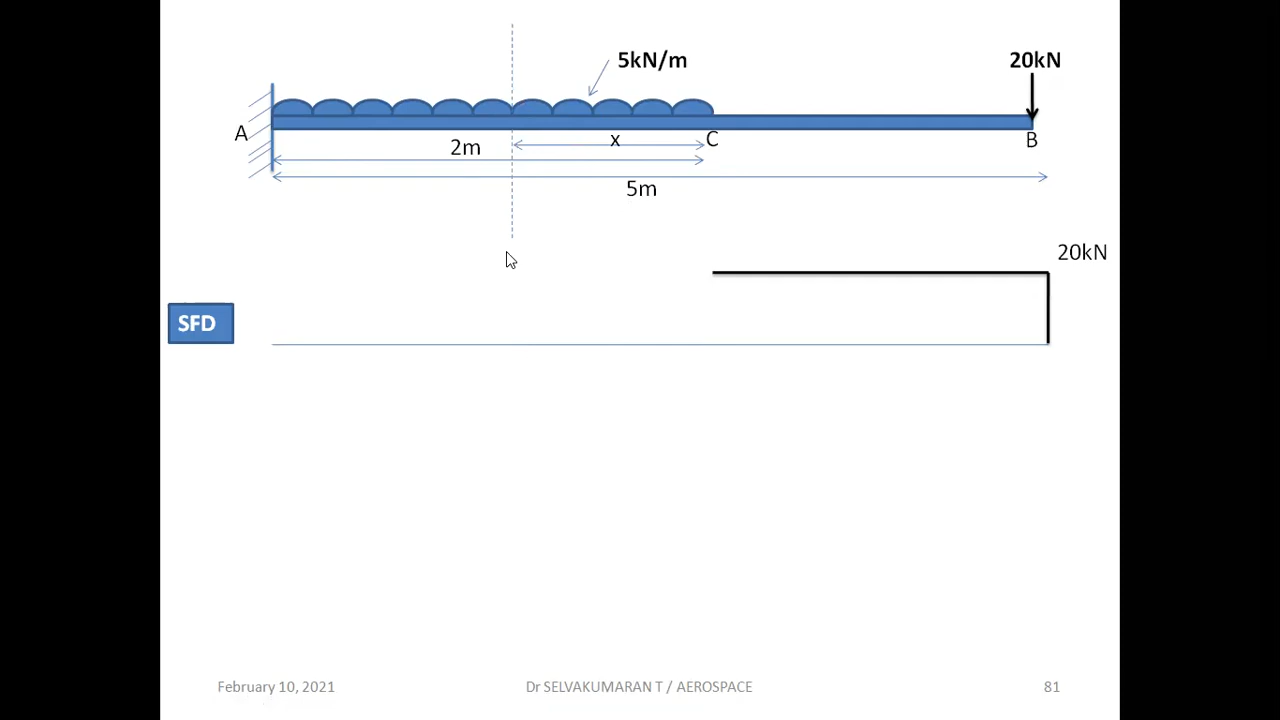 5kN/m
20kN
A
x
C
B
2m
5m
20kN
SFD
February 10, 2021
Dr SELVAKUMARAN T / AEROSPACE
81